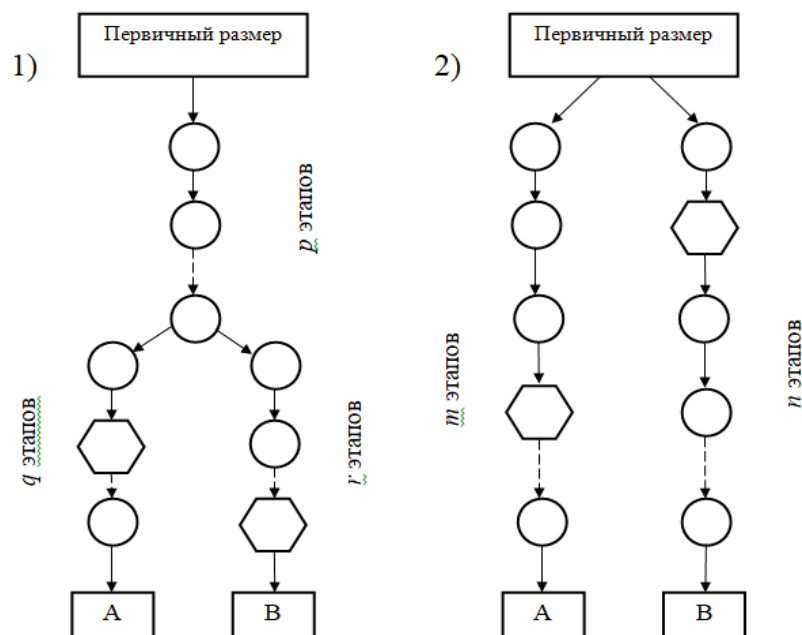 1)
Первичный размер
p этапов
q этапов
r этапов
A
B
2)
Первичный размер
m этапов
n этапов
A
B